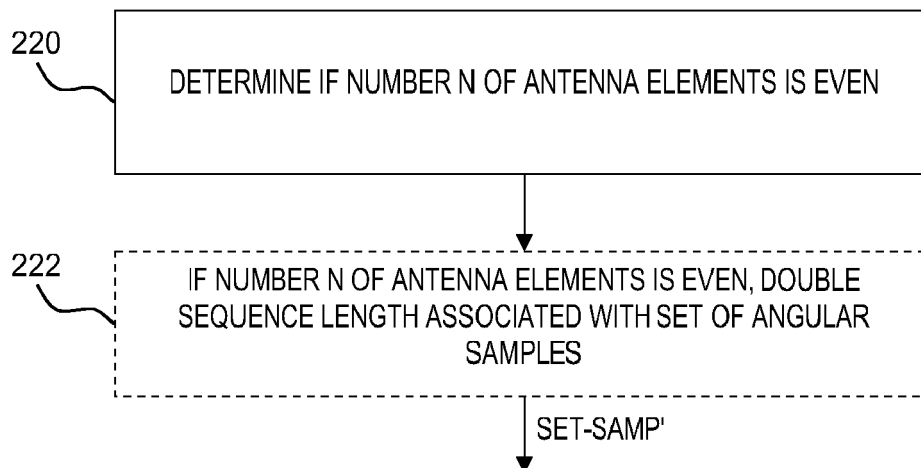 220
DETERMINE IF NUMBER N OF ANTENNA ELEMENTS IS EVEN
222
IF NUMBER N OF ANTENNA ELEMENTS IS EVEN, DOUBLE
SEQUENCE LENGTH ASSOCIATED WITH SET OF ANGULAR
SAMPLES
SET-SAMP'